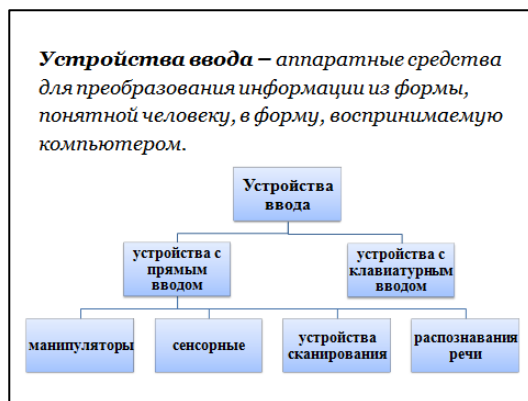 Устройства ввода – аппаратные средства
для преобразования информации из формы,
понятной человеку, в форму, воспринимаемую
компьютером.
Устройства
ввода
устройства с
прямым
вводом
устройства с
клавиатурным
вводом
манипуляторы
сенсорные
устройства
сканирования
распознавания
речи